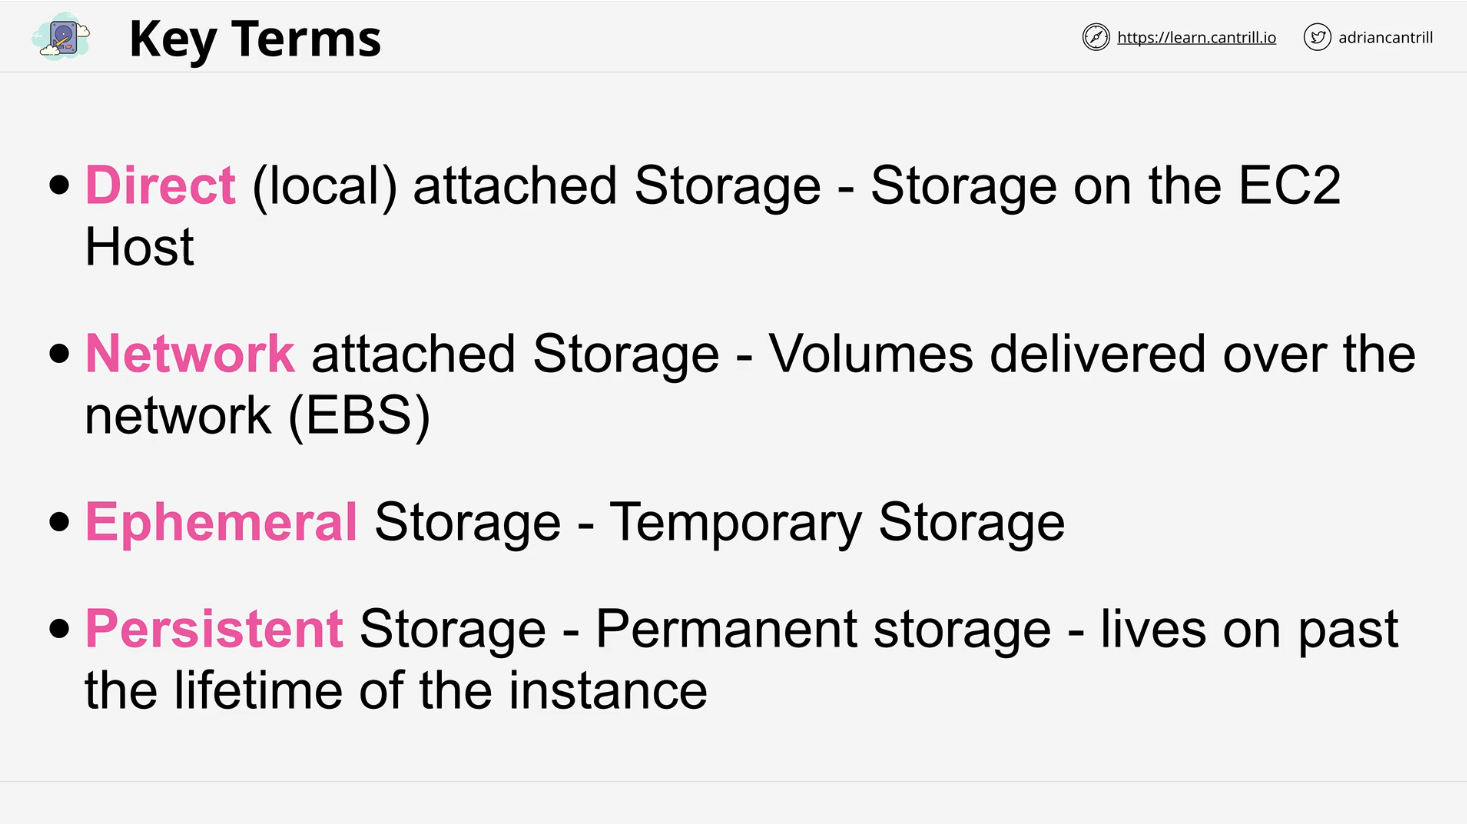 Key Terms
https://learn.cantrill.io
adriancantrill
• Direct (local) attached Storage - Storage on the EC2
Host
• Network attached Storage - Volumes delivered over the
network (EBS)
• Ephemeral Storage - Temporary Storage
• Persistent Storage - Permanent storage - lives on past
the lifetime of the instance